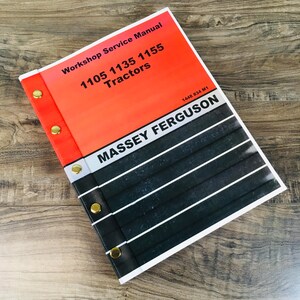 Workshop Service Manual
1105 1135 1155
Tractors
MASSEY FERGUSON